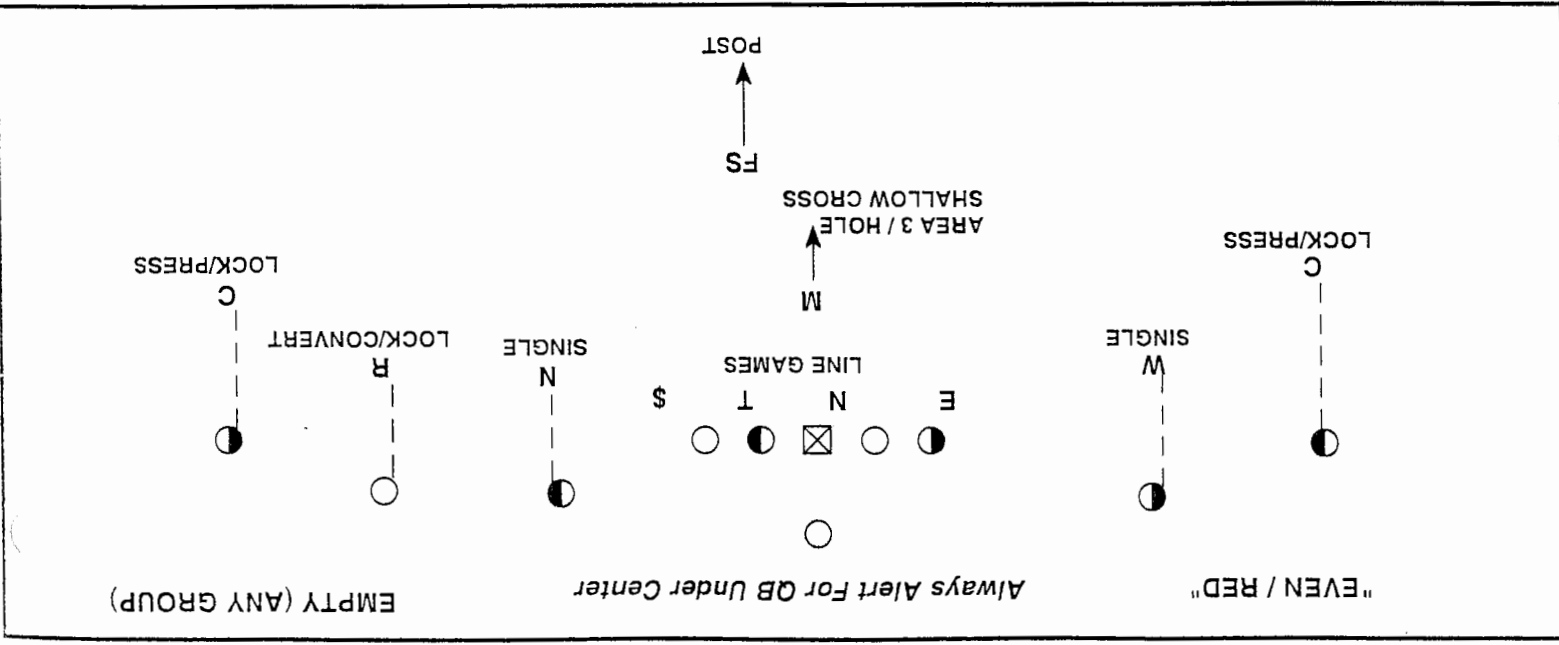 "EVEN / RED"
Always Alert For QB Under Center
EMPTY (ANY GROUP)
E N T $
LINE GAMES
W
SINGLE
N
SINGLE
R
LOCK/CONVERT
M
C
LOCK/PRESS
C
LOCK/PRESS
AREA 3 / HOLE
SHALLOW CROSS
FS
POST